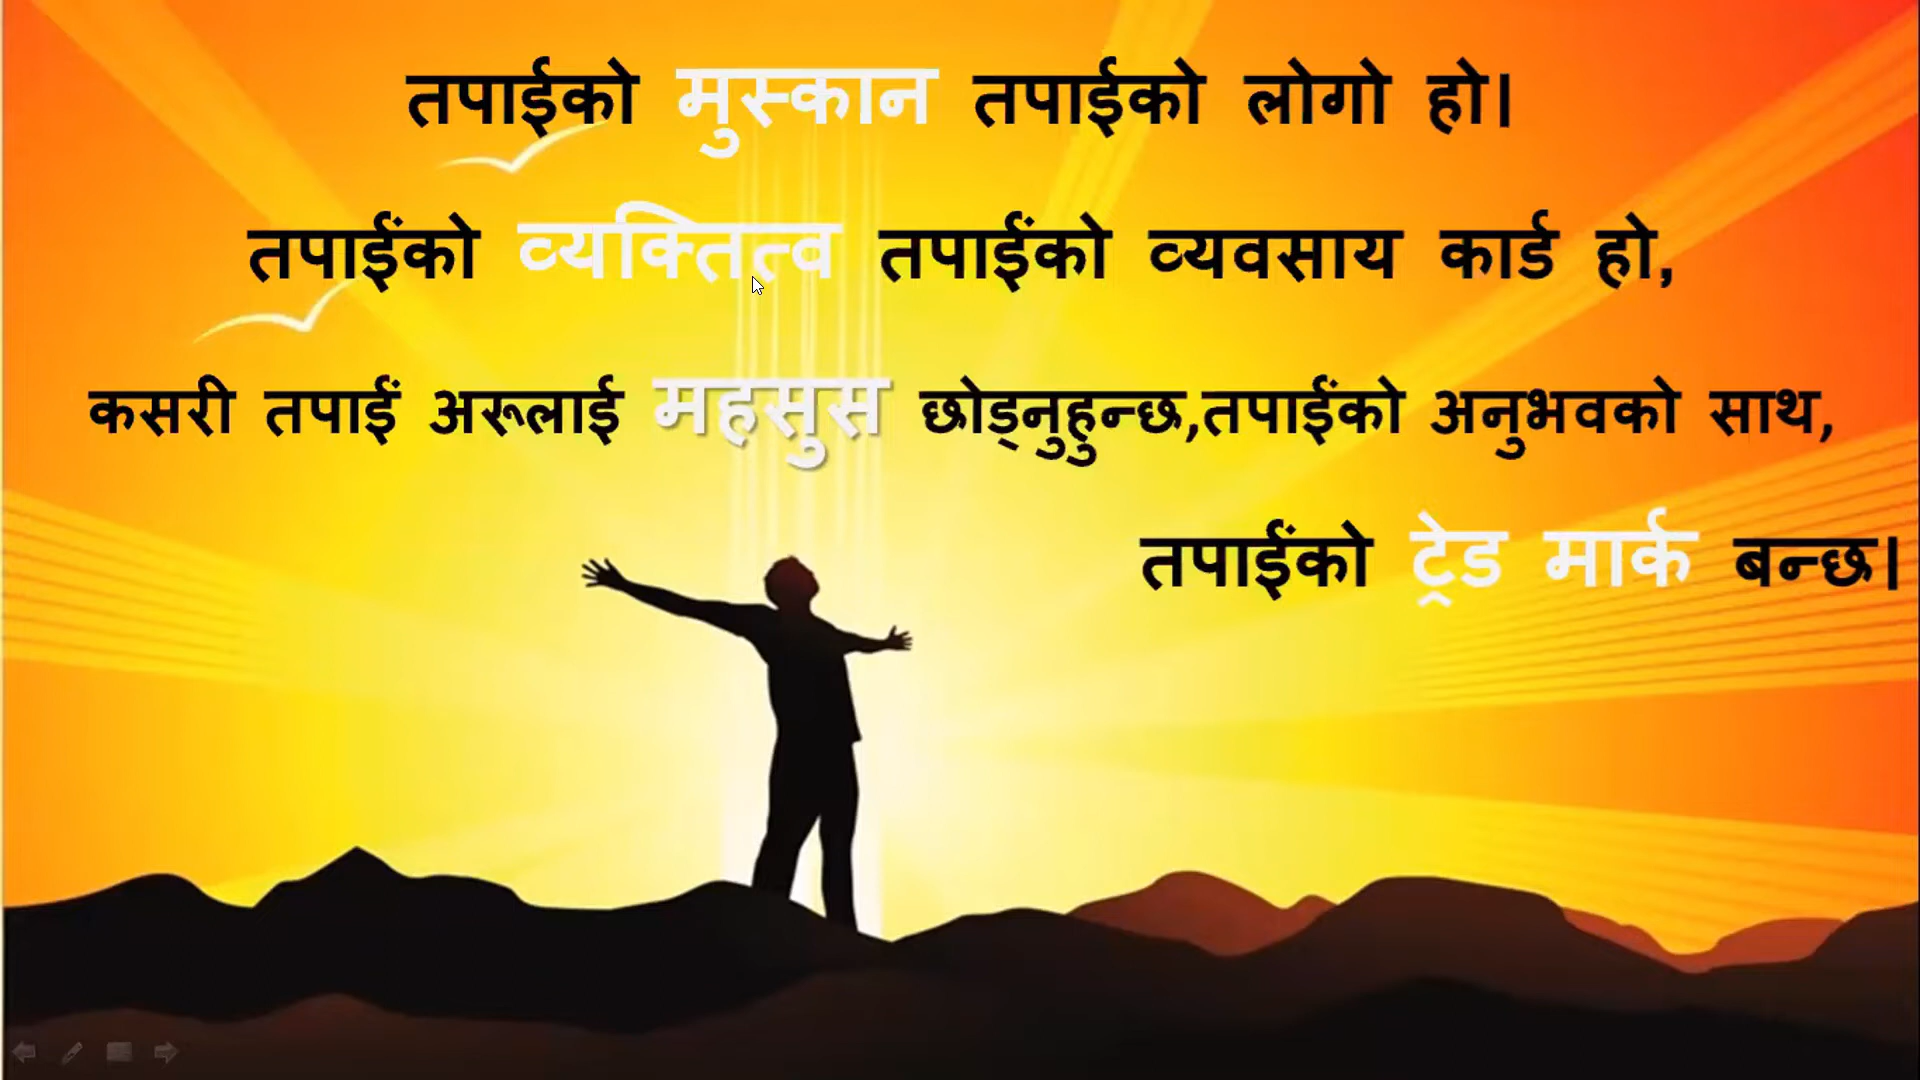 तपाईको मुस्कान तपाईको लोगो हो।
तपाईंको व्यक्तित्व तपाईंको व्यवसाय कार्ड हो,
कसरी तपाईं अरूलाई महसुस छोड्नुहुन्छ,तपाईंको अनुभवको साथ,
तपाईंको ट्रेड मार्क बन्छ।